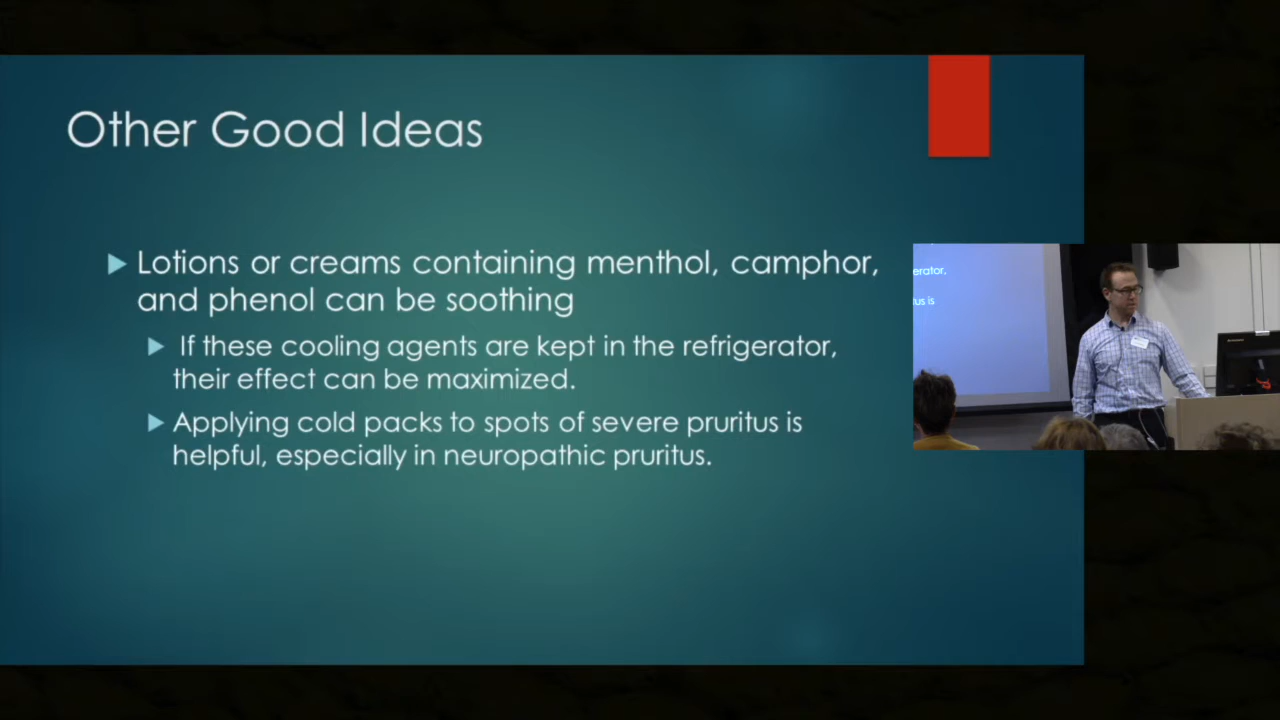 Other Good Ideas
Lotions or creams containing menthol, camphor,
and phenol can be soothing
If these cooling agents are kept in the refrigerator,
their effect can be maximized.
Applying cold packs to spots of severe pruritus is
helpful, especially in neuropathic pruritus.
erator,
us is